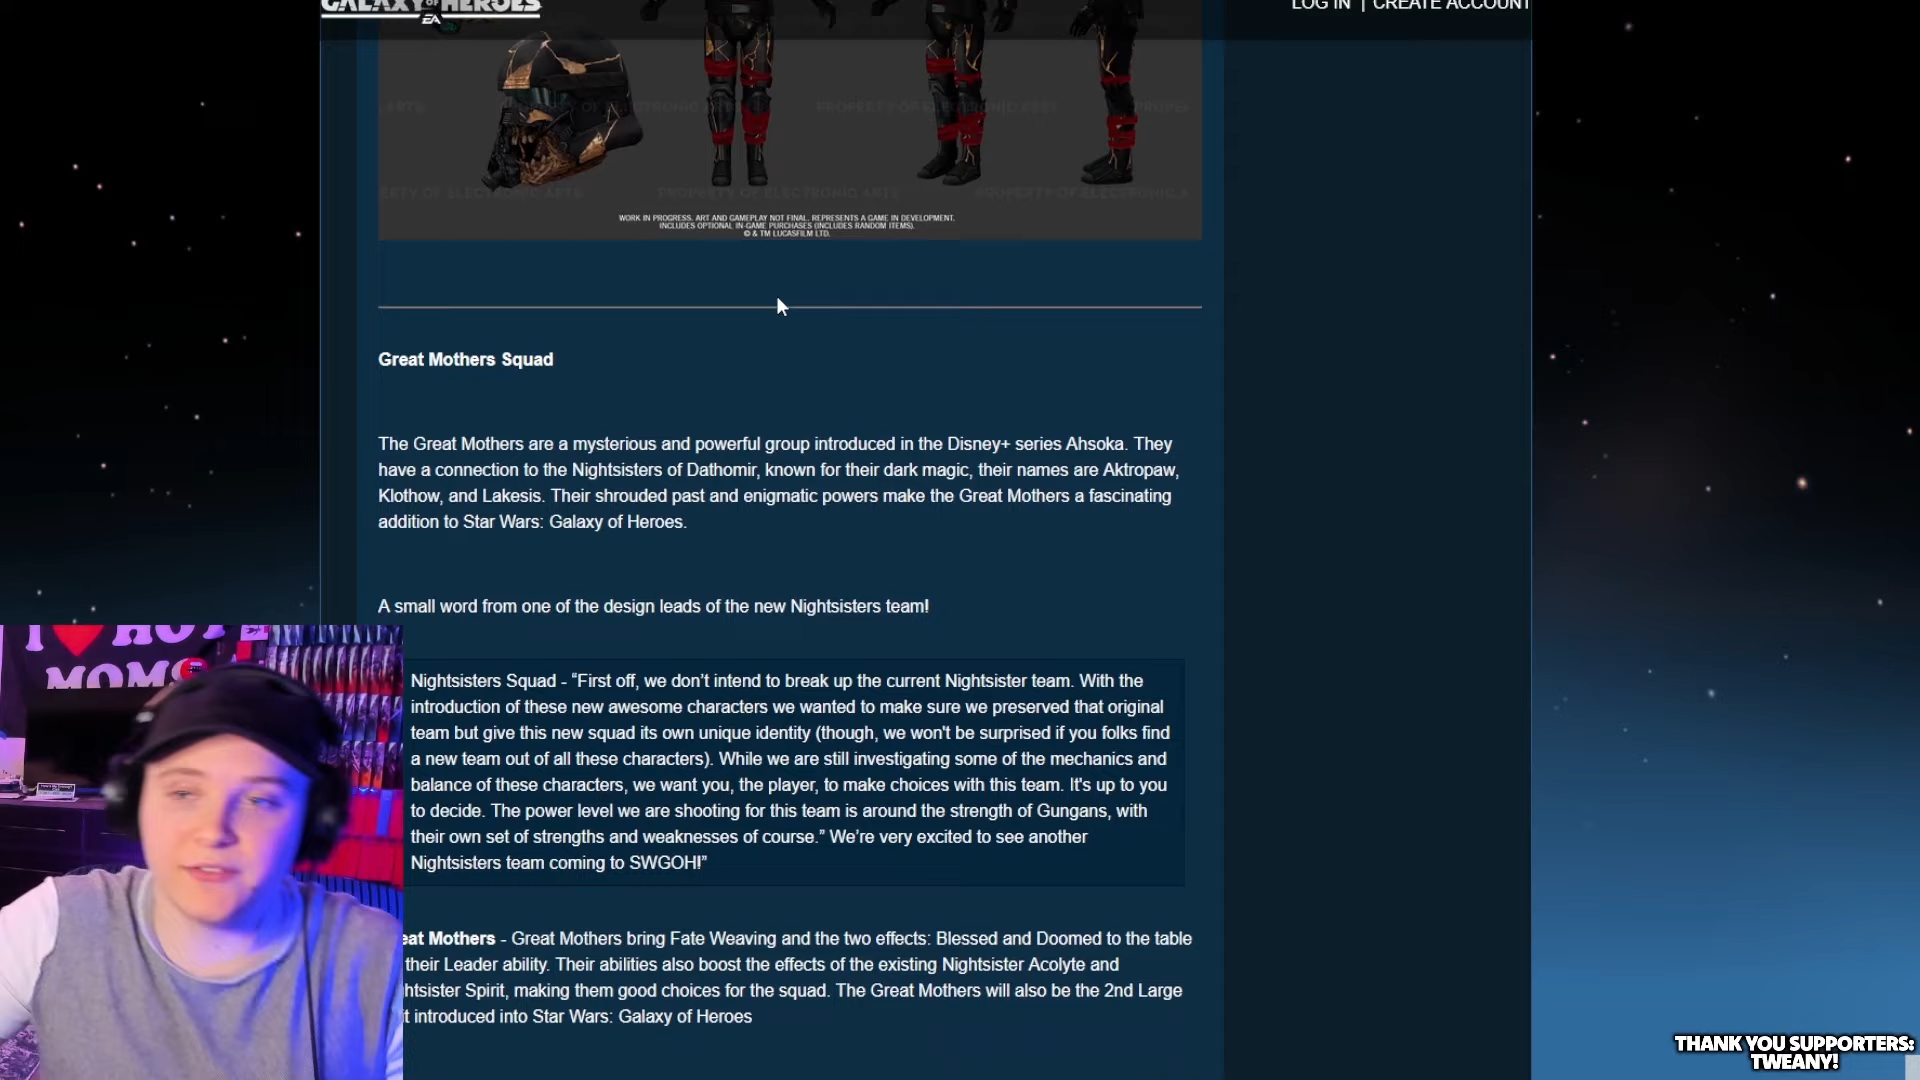 GALAXY OF HEROES
EA
LOG IN | CREATE ACCOUNT
PROPERTY OF ELECTRONIC ARTS
WORK IN PROGRESS. ART AND GAMEPLAY NOT FINAL. REPRESENTS A GAME IN DEVELOPMENT.
INCLUDES OPTIONAL IN-GAME PURCHASES (INCLUDES RANDOM ITEMS).
© & TM LUCASFILM LTD.
Great Mothers Squad
The Great Mothers are a mysterious and powerful group introduced in the Disney+ series Ahsoka. They
have a connection to the Nightsisters of Dathomir, known for their dark magic, their names are Aktropaw,
Klothow, and Lakesis. Their shrouded past and enigmatic powers make the Great Mothers a fascinating
addition to Star Wars: Galaxy of Heroes.
A small word from one of the design leads of the new Nightsisters team!
Nightsisters Squad - “First off, we don’t intend to break up the current Nightsister team. With the
introduction of these new awesome characters we wanted to make sure we preserved that original
team but give this new squad its own unique identity (though, we won't be surprised if you folks find
a new team out of all these characters). While we are still investigating some of the mechanics and
balance of these characters, we want you, the player, to make choices with this team. It's up to you
to decide. The power level we are shooting for this team is around the strength of Gungans, with
their own set of strengths and weaknesses of course.” We’re very excited to see another
Nightsisters team coming to SWGOH!”
eat Mothers - Great Mothers bring Fate Weaving and the two effects: Blessed and Doomed to the table
their Leader ability. Their abilities also boost the effects of the existing Nightsister Acolyte and
htsister Spirit, making them good choices for the squad. The Great Mothers will also be the 2nd Large
t introduced into Star Wars: Galaxy of Heroes
I ♥ HOT
MOMS
THANK YOU SUPPORTERS:
TWEANY!